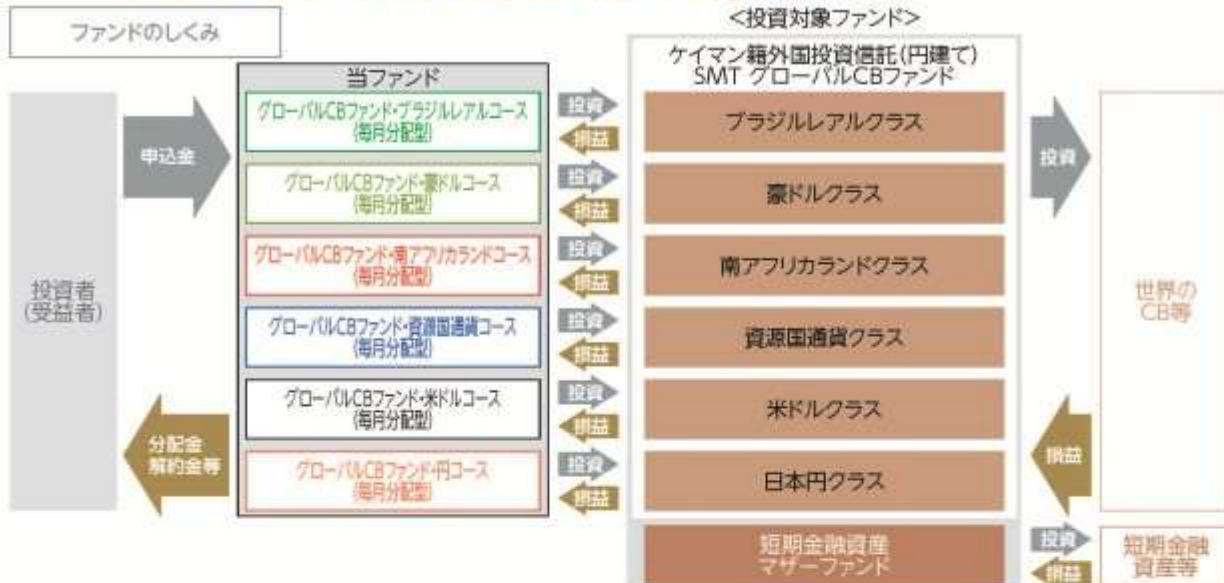 ファンドのしくみ
<投資対象ファンド>
ケイマン籍外国投資信託(円建て)
SMT グローバルCBファンド
当ファンド
投資者
(受益者)
申込金
分配金
解約金等
グローバルCBファンド・ブラジルレアルコース
(毎月分配型)
投資
損益
ブラジルレアルクラス
グローバルCBファンド・豪ドルコース
(毎月分配型)
投資
損益
豪ドルクラス
グローバルCBファンド・南アフリカランドコース
(毎月分配型)
投資
損益
南アフリカランドクラス
グローバルCBファンド・資源国通貨コース
(毎月分配型)
投資
損益
資源国通貨クラス
グローバルCBファンド・米ドルコース
(毎月分配型)
投資
損益
米ドルクラス
グローバルCBファンド・円コース
(毎月分配型)
投資
損益
日本円クラス
投資
損益
世界の
CB等
短期金融資産
マザーファンド
投資
損益
短期金融
資産等